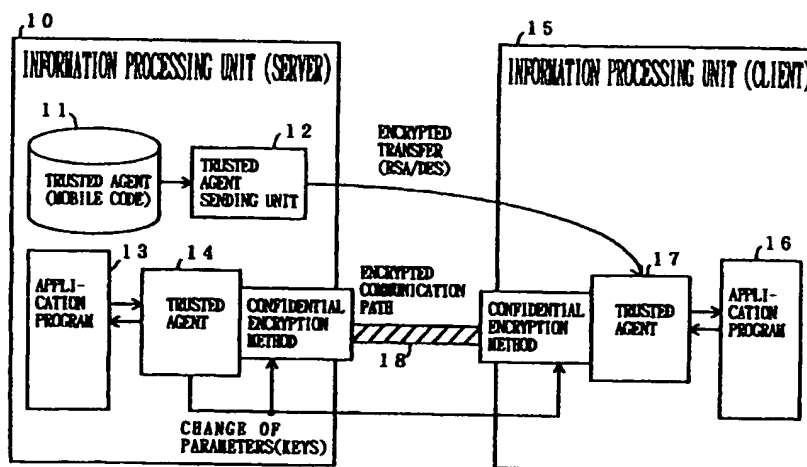 10
INFORMATION PROCESSING UNIT (SERVER)
11
TRUSTED AGENT
(MOBILE CODE)
12
TRUSTED
AGENT
SENDING UNIT
ENCRYPTED
TRANSFER
(RSA/DES)
15
INFORMATION PROCESSING UNIT (CLIENT)
13
APPLI-
CATION
PROGRAM
14
TRUSTED
AGENT
CONFIDENTIAL
ENCRYPTION
METHOD
ENCRYPTED
COMMUNICATION
PATH
18
CONFIDENTIAL
ENCRYPTION
METHOD
17
TRUSTED
AGENT
16
APPLI-
CATION
PROGRAM
CHANGE OF
PARAMETERS(KEYS)